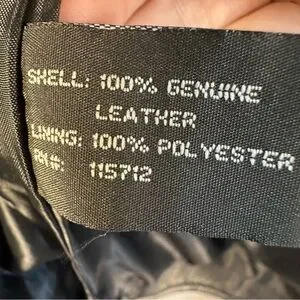 SHELL: 100% GENUINE
LEATHER
LINING: 100% POLYESTER
RN#: 115712